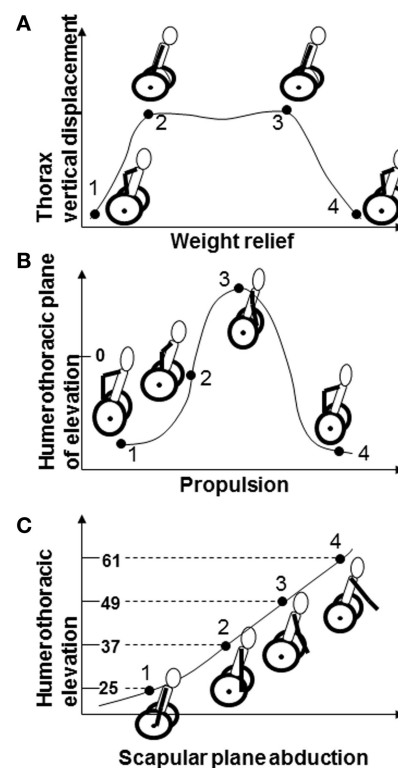 A
Thorax
vertical displacement
1
2
3
4
Weight relief
B
Humerothoracic plane
of elevation
0
1
2
3
4
Propulsion
C
Humerothoracic
elevation
61
49
37
25
1
2
3
4
Scapular plane abduction